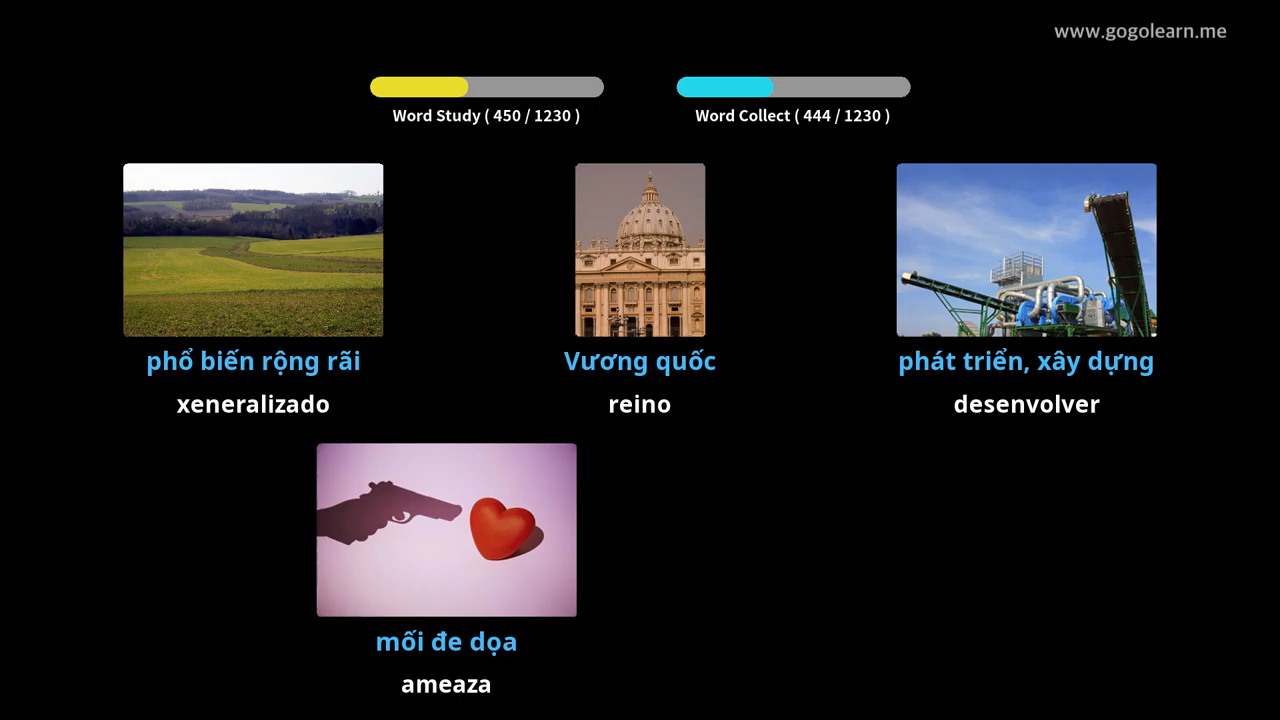 www.gogolearn.me
Word Study ( 450 / 1230 )
Word Collect ( 444 / 1230 )
phổ biến rộng rãi
xeneralizado
Vương quốc
reino
phát triển, xây dựng
desenvolver
mối đe dọa
ameaza